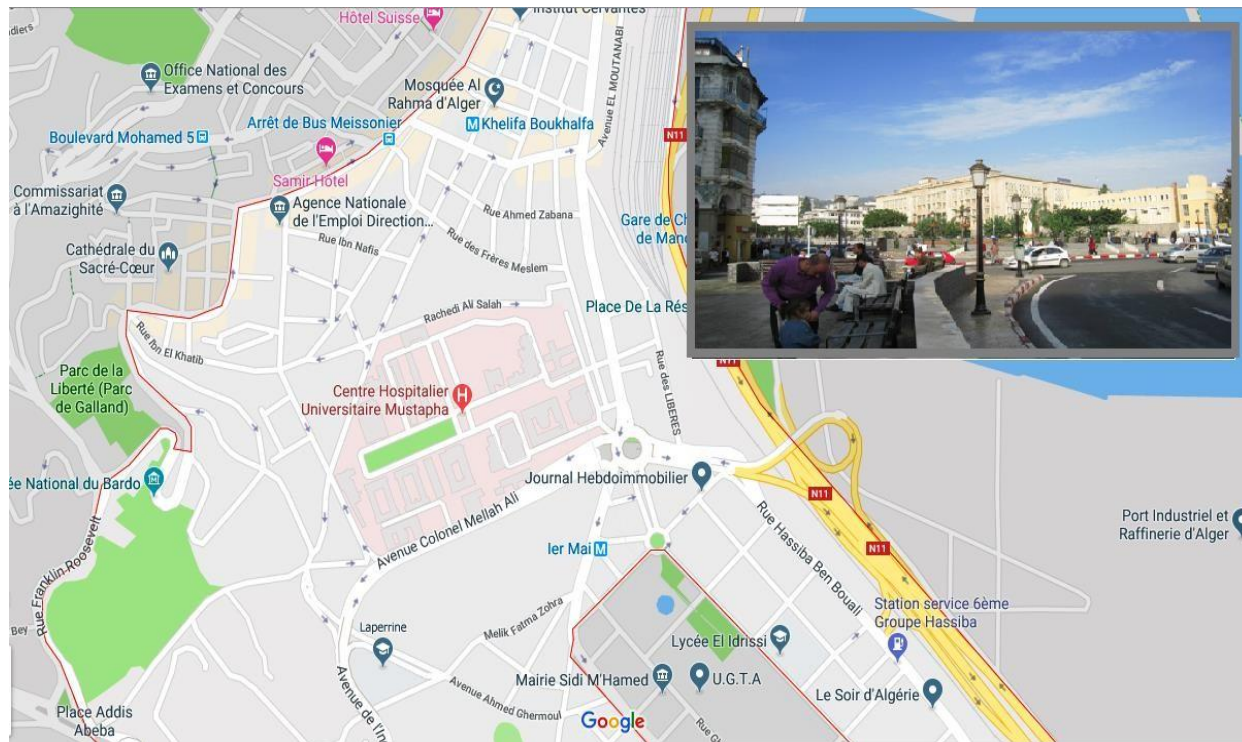 Hôtel Suisse
Institut Cervantes
diers
Office National des
Examens et Concours
Mosquée Al
Rahma d'Alger
Avenue EL MOUTANABI
Boulevard Mohamed 5
Arrêt de Bus Meissonier
M Khelifa Boukhalfa
N11
Samir Hôtel
Commissariat
à l'Amazighité
Agence Nationale
de l'Emploi Direction...
Rue Ahmed Zabana
Gare de Ch
de Mano
Rue Ibn Nafis
Rue des Frères Meslem
Cathédrale du
Sacré-Cœur
Rachedi Ali Salah
Place De La Rés
Rue Ibn El Khatib
Rue des LIBERES
N11
Parc de la
Liberté (Parc
de Galland)
Centre Hospitalier
Universitaire Mustapha
H
ée National du Bardo
Journal Hebdoimmobilier
N11
Avenue Colonel Mellah Ali
Rue Hassiba Ben Bouali
Port Industriel et
Raffinerie d'Alger
Ier Mai M
N11
Rue Franklin Roosevelt
Station service 6ème
Groupe Hassiba
Bey
Laperrine
Melik Fatma Zohra
Lycée El Idrissi
Mairie Sidi M'Hamed
U.G.T.A
Le Soir d'Algérie
Avenue Ahmed Ghermoul
Avenue de l'In
Place Addis
Abeba
Google
Rue G